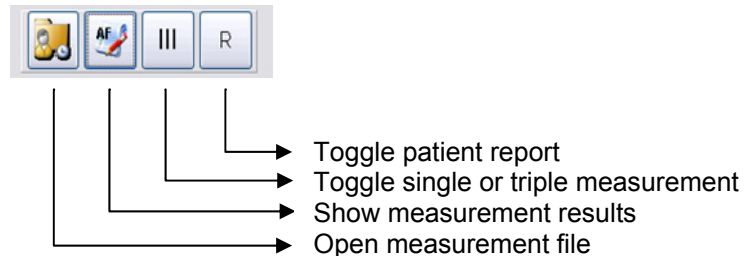 AF III R
Toggle patient report
Toggle single or triple measurement
Show measurement results
Open measurement file